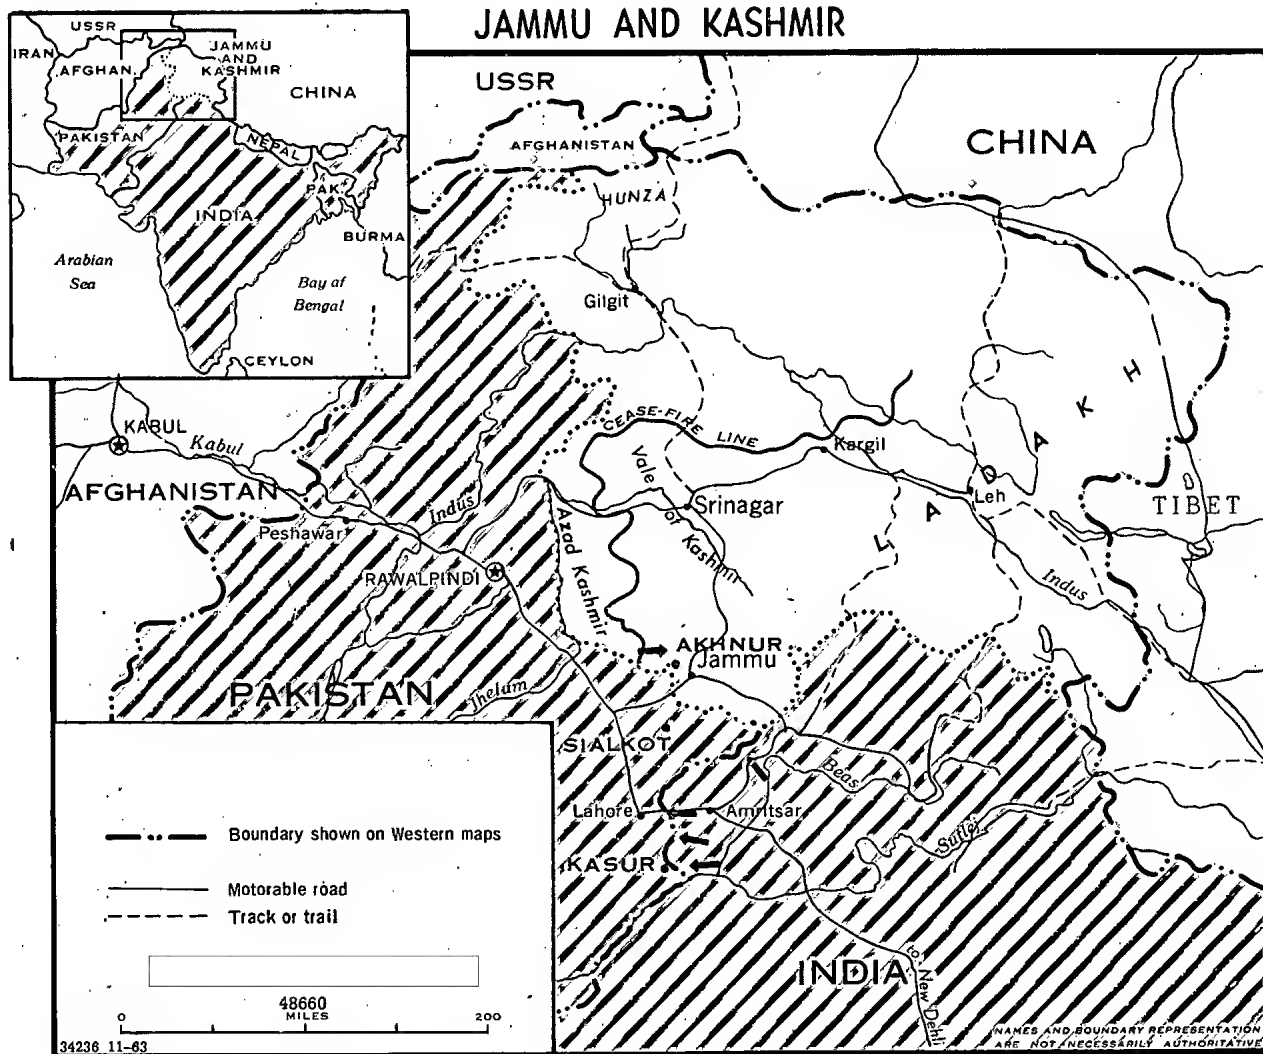 JAMMU AND KASHMIR
USSR
IRAN
AFGHAN.
JAMMU
AND
KASHMIR
CHINA
PAKISTAN
NEPAL
PAK.
INDIA
BURMA
Arabian
Sea
Bay of
Bengal
CEYLON
USSR
AFGHANISTAN
CHINA
HUNZA
Gilgit
KABUL
Kabul
AFGHANISTAN
Peshawar
Indus
RAWALPINDI
CEASE-FIRE LINE
Kargil
Vale of Kashmir
Srinagar
Azad Kashmir
LADAKH
Leh
TIBET
Indus
AKHNUR
Jammu
PAKISTAN
Jhelam
SIALKOT
Beas
Lahore
Amritsar
Sutlej
KASUR
INDIA
to New Dehli
Boundary shown on Western maps
Motorable road
Track or trail
48660
MILES
0 200
34236 11-63
NAMES AND BOUNDARY REPRESENTATION
ARE NOT NECESSARILY AUTHORITATIVE